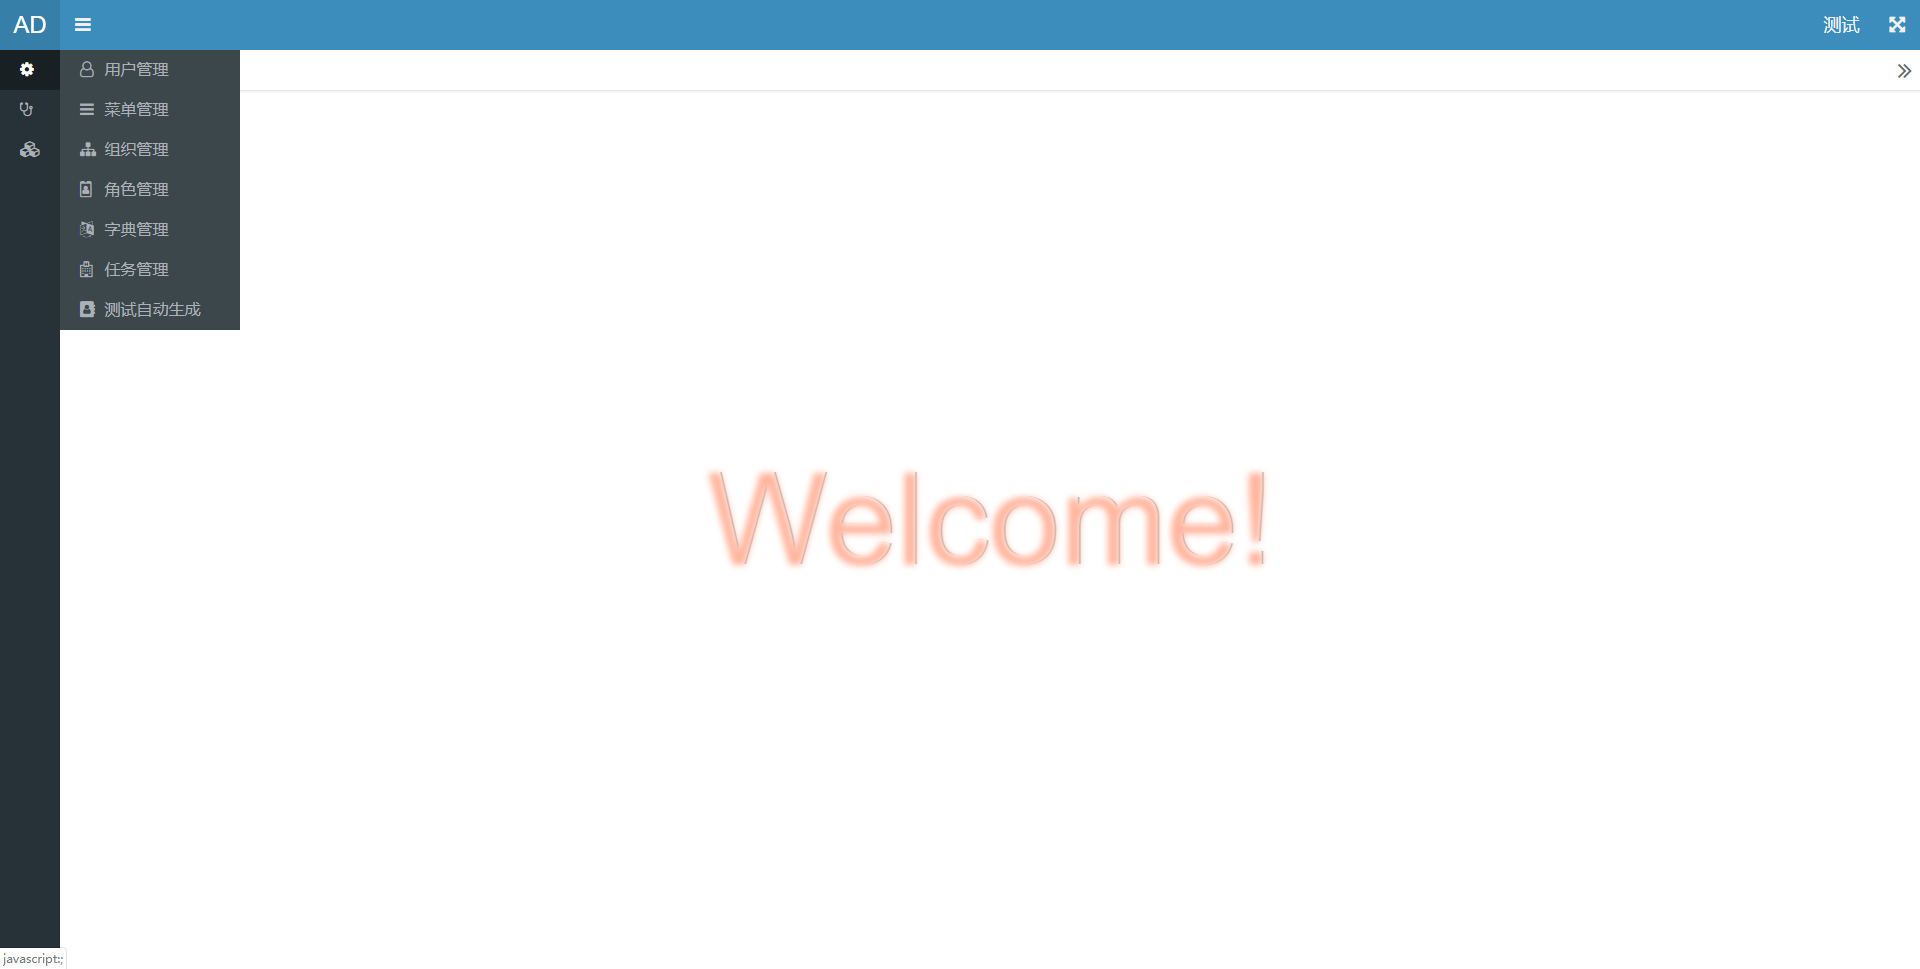 AD
测试
用户管理
菜单管理
组织管理
角色管理
字典管理
任务管理
测试自动生成
Welcome!
javascript:;